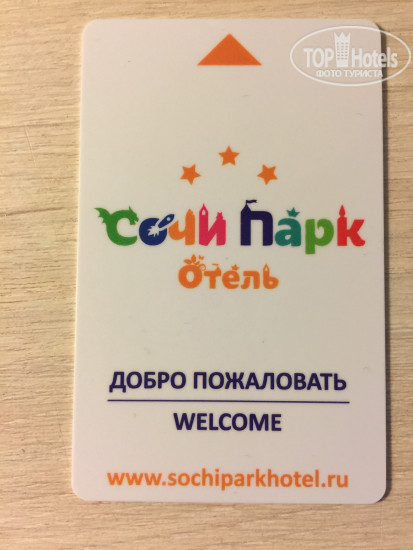 TOP Hotels
ФОТО ТУРИСТА
Сочи Парк
Отель
ДОБРО ПОЖАЛОВАТЬ
WELCOME
www.sochiparkhotel.ru